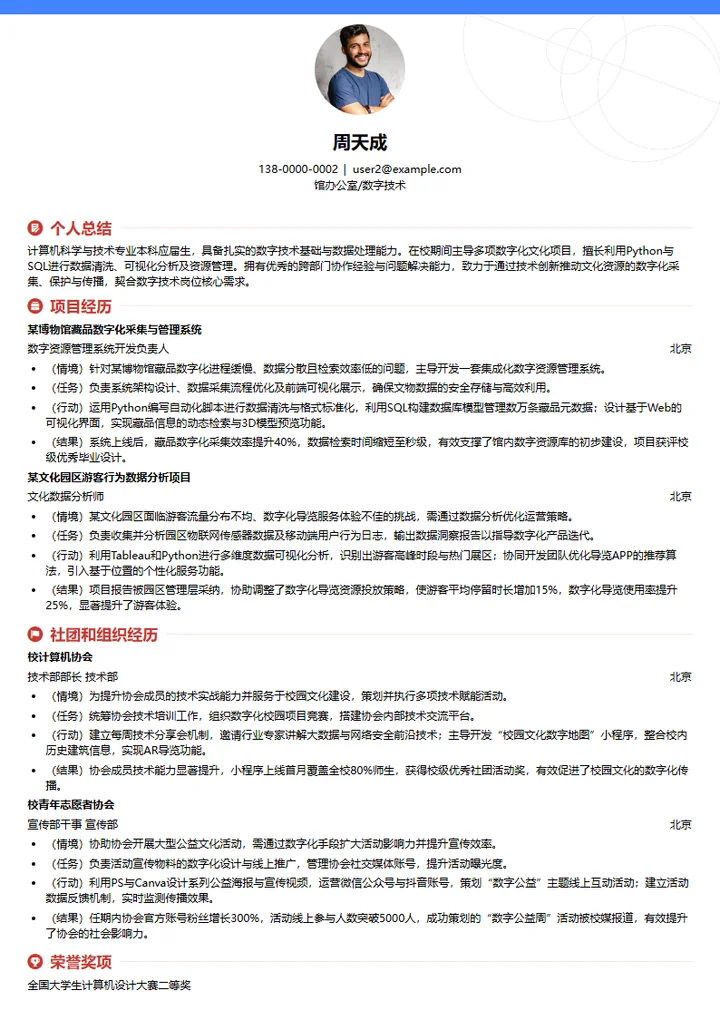 周天成
138-0000-0002 | user2@example.com
馆办公室/数字技术
个人总结
计算机科学与技术专业本科应届生，具备扎实的数字技术基础与数据处理能力。在校期间主导多项数字化文化项目，擅长利用Python与
SQL进行数据清洗、可视化分析及资源管理。拥有优秀的跨部门协作经验与问题解决能力，致力于通过技术创新推动文化资源的数字化采
集、保护与传播，契合数字技术岗位核心需求。
项目经历
某博物馆藏品数字化采集与管理系统
数字资源管理系统开发负责人 北京
• （情境）针对某博物馆藏品数字化进程缓慢、数据分散且检索效率低的问题，主导开发一套集成化数字资源管理系统。
• （任务）负责系统架构设计、数据采集流程优化及前端可视化展示，确保文物数据的安全存储与高效利用。
• （行动）运用Python编写自动化脚本进行数据清洗与格式标准化，利用SQL构建数据库模型管理数万条藏品元数据；设计基于Web的
可视化界面，实现藏品信息的动态检索与3D模型预览功能。
• （结果）系统上线后，藏品数字化采集效率提升40%，数据检索时间缩短至秒级，有效支撑了馆内数字资源库的初步建设，项目获评校
级优秀毕业设计。
某文化园区游客行为数据分析项目
文化数据分析师 北京
• （情境）某文化园区面临游客流量分布不均、数字化导览服务体验不佳的挑战，需通过数据分析优化运营策略。
• （任务）负责收集并分析园区物联网传感器数据及移动端用户行为日志，输出数据洞察报告以指导数字化产品迭代。
• （行动）利用Tableau和Python进行多维度数据可视化分析，识别出游客高峰时段与热门展区；协同开发团队优化导览APP的推荐算
法，引入基于位置的个性化服务功能。
• （结果）项目报告被园区管理层采纳，协助调整了数字化导览资源投放策略，使游客平均停留时长增加15%，数字化导览使用率提升
25%，显著提升了游客体验。
社团和组织经历
校计算机协会
技术部部长 技术部 北京
• （情境）为提升协会成员的技术实战能力并服务于校园文化建设，策划并执行多项技术赋能活动。
• （任务）统筹协会技术培训工作，组织数字化校园项目竞赛，搭建协会内部技术交流平台。
• （行动）建立每周技术分享会机制，邀请行业专家讲解大数据与网络安全前沿技术；主导开发“校园文化数字地图”小程序，整合校内
历史建筑信息，实现AR导览功能。
• （结果）协会成员技术能力显著提升，小程序上线首月覆盖全校80%师生，获得校级优秀社团活动奖，有效促进了校园文化的数字化传
播。
校青年志愿者协会
宣传部干事 宣传部 北京
• （情境）协助协会开展大型公益文化活动，需通过数字化手段扩大活动影响力并提升宣传效率。
• （任务）负责活动宣传物料的数字化设计与线上推广，管理协会社交媒体账号，提升活动曝光度。
• （行动）利用PS与Canva设计系列公益海报与宣传视频，运营微信公众号与抖音账号，策划“数字公益”主题线上互动活动；建立活动
数据反馈机制，实时监测传播效果。
• （结果）任期内协会官方账号粉丝增长300%，活动线上参与人数突破5000人，成功策划的“数字公益周”活动被校媒报道，有效提升
了协会的社会影响力。
荣誉奖项
全国大学生计算机设计大赛二等奖